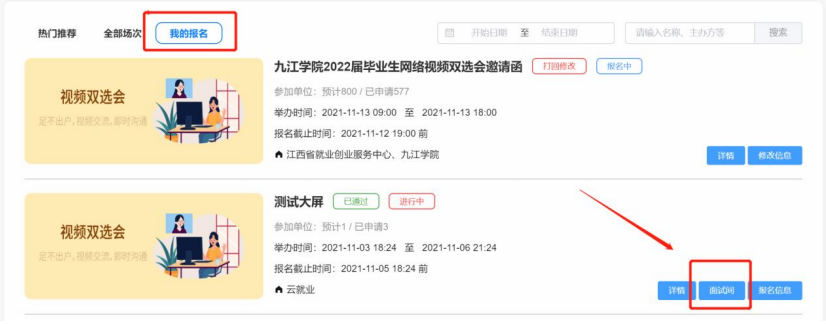 热门推荐 全部场次 我的报名 开始日期 至 结束日期 请输入名称、主办方等 搜索
视频双选会
足不出户,视频交流,即时沟通
九江学院2022届毕业生网络视频双选会邀请函 打回修改 报名中
参加单位：预计800 / 已申请577
举办时间：2021-11-13 09:00 至 2021-11-13 18:00
报名截止时间：2021-11-12 19:00 前
江西省就业创业服务中心、九江学院
详情 修改信息
视频双选会
足不出户,视频交流,即时沟通
测试大屏 已通过 进行中
参加单位：预计1 / 已申请3
举办时间：2021-11-03 18:24 至 2021-11-06 21:24
报名截止时间：2021-11-05 18:24 前
云就业
详情 面试间 报名信息